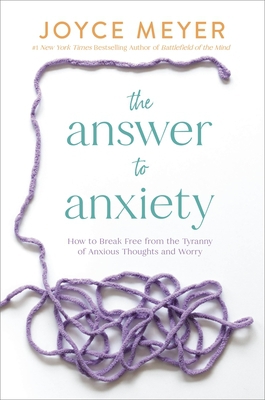 JOYCE MEYER
#1 New York Times Bestselling Author of Battlefield of the Mind
the
answer
to
anxiety
How to Break Free from the Tyranny
of Anxious Thoughts and Worry